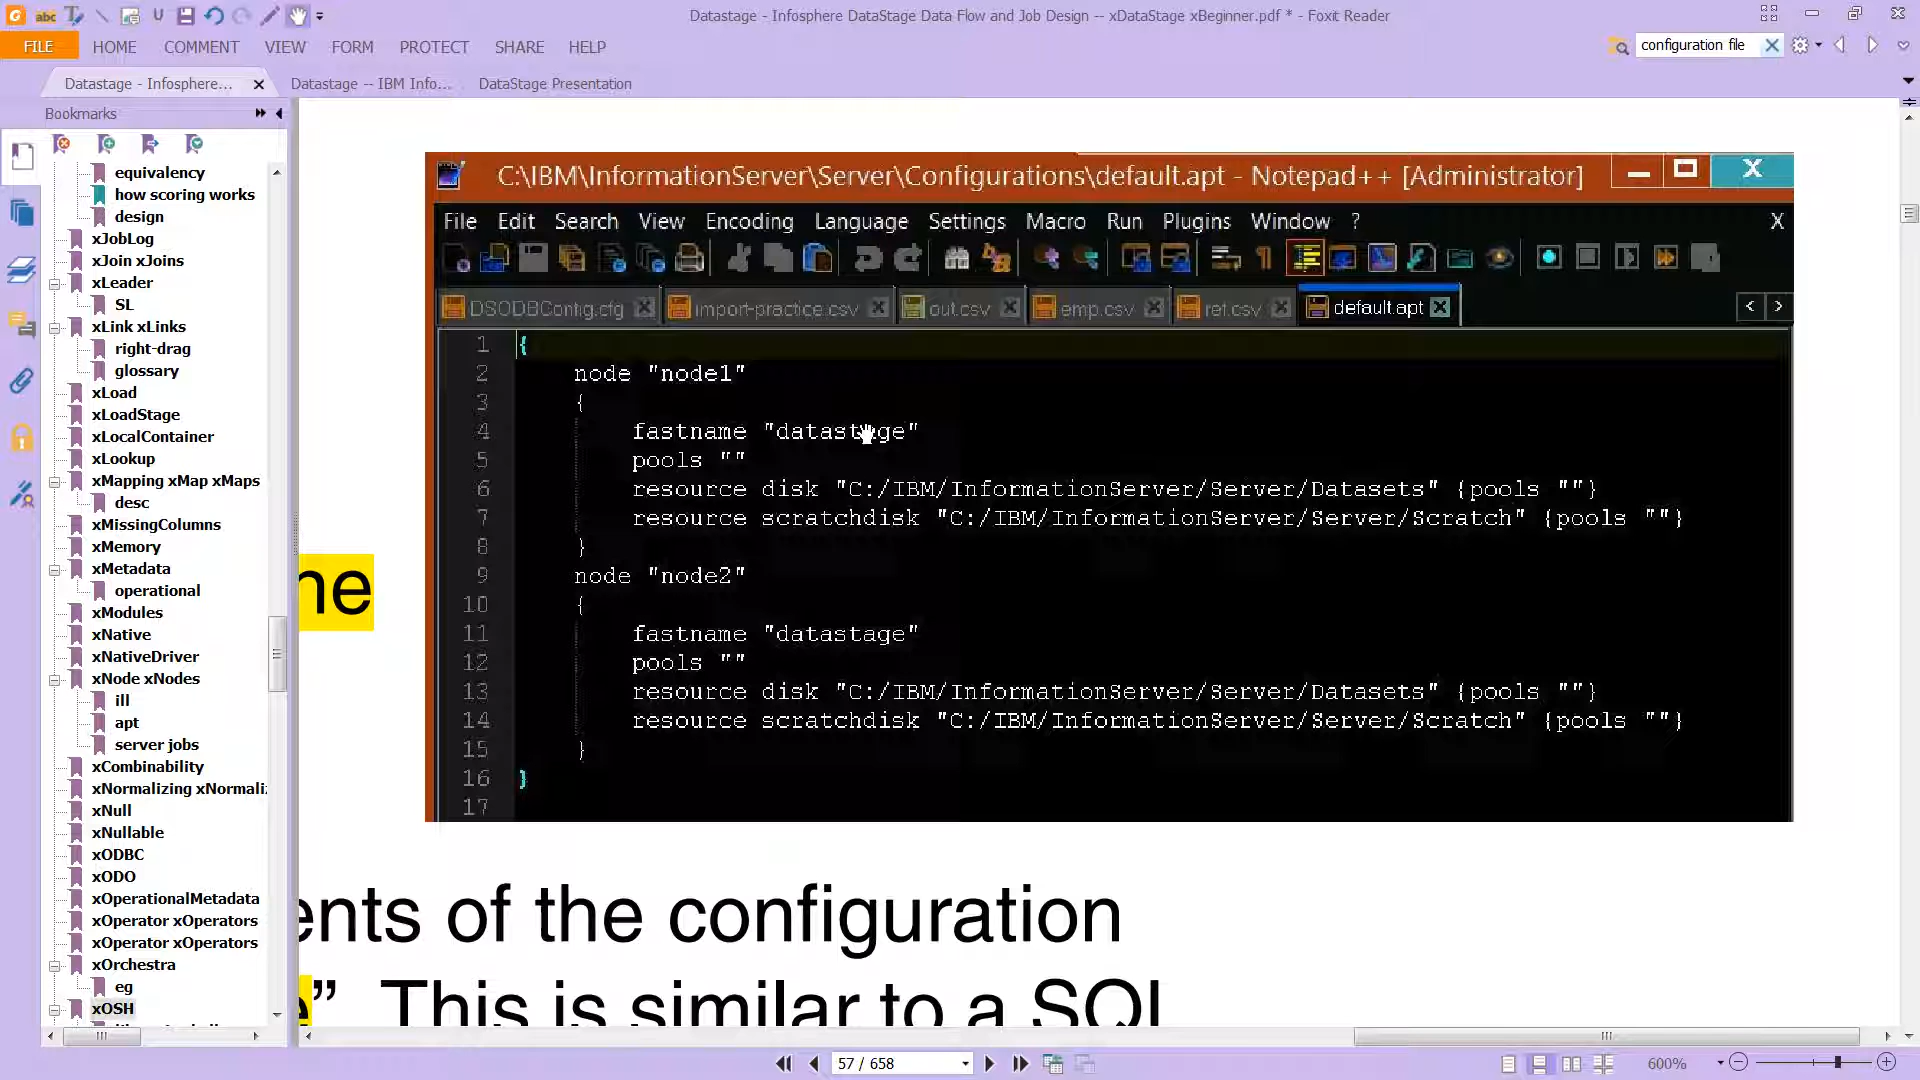 Datastage - Infosphere DataStage Data Flow and Job Design -- xDataStage xBeginner.pdf * - Foxit Reader
FILE HOME COMMENT VIEW FORM PROTECT SHARE HELP
configuration file
Datastage - Infosphere... Datastage -- IBM Info... DataStage Presentation
Bookmarks
equivalency
how scoring works
design
xJobLog
xJoin xJoins
xLeader
SL
xLink xLinks
right-drag
glossary
xLoad
xLoadStage
xLocalContainer
xLookup
xMapping xMap xMaps
desc
xMissingColumns
xMemory
xMetadata
operational
xModules
xNative
xNativeDriver
xNode xNodes
ill
apt
server jobs
xCombinability
xNormalizing xNormali
xNull
xNullable
xODBC
xODO
xOperationalMetadata
xOperator xOperators
xOperator xOperators
xOrchestra
eg
xOSH
C:\IBM\InformationServer\Server\Configurations\default.apt - Notepad++ [Administrator]
File Edit Search View Encoding Language Settings Macro Run Plugins Window ? X
DSODBConfig.cfg import-practice.csv out.csv emp.csv ref.csv default.apt
1 {
2 node "node1"
3 {
4 fastname "datastage"
5 pools ""
6 resource disk "C:/IBM/InformationServer/Server/Datasets" {pools ""}
7 resource scratchdisk "C:/IBM/InformationServer/Server/Scratch" {pools ""}
8 }
9 node "node2"
10 {
11 fastname "datastage"
12 pools ""
13 resource disk "C:/IBM/InformationServer/Server/Datasets" {pools ""}
14 resource scratchdisk "C:/IBM/InformationServer/Server/Scratch" {pools ""}
15 }
16 }
17
ne
ents of the configuration
e” This is similar to a SQL
57 / 658
600%